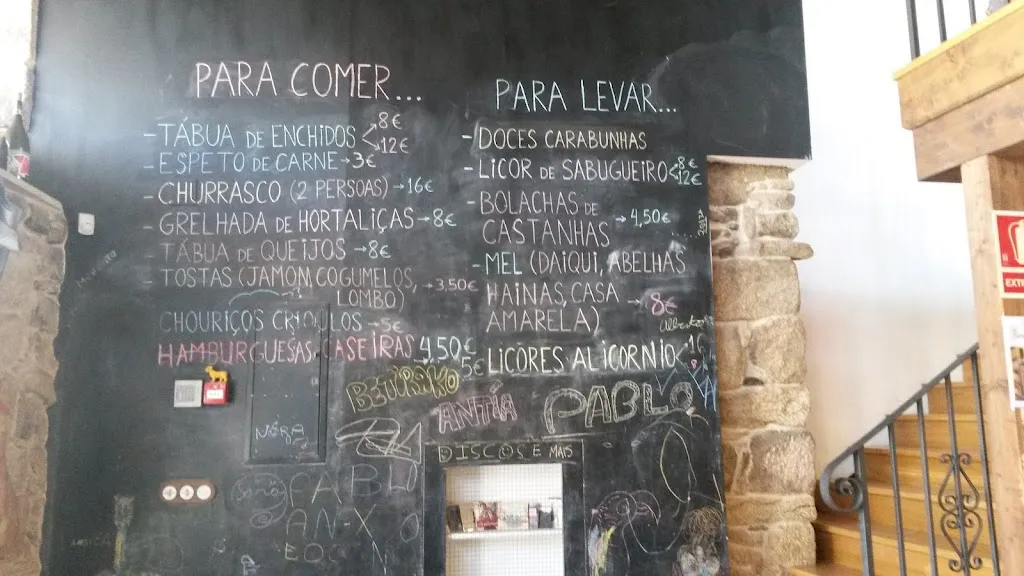 PARA COMER...
- TÁBUA DE ENCHIDOS < 8€
12€
- ESPETO DE CARNE → 3€
- CHURRASCO (2 PERSOAS) → 16€
- GRELHADA DE HORTALIÇAS → 8€
- TÁBUA DE QUEIJOS → 8€
TOSTAS (JAMON, COGUMELOS, → 3,50€
LOMBO)
CHOURIÇOS CRIOULOS → 5€
HAMBURGUESAS CASEIRAS 4,50€
5€
PARA LEVAR...
- DOCES CARABUNHAS
- LICOR DE SABUGUEIRO < 8€
12€
- BOLACHAS DE
CASTANHAS → 4,50€
- MEL (DAIQUI, ABELHAS
HAINAS, CASA → 8€
AMARELA)
- LICORES ALICORNIO
ANTÍA
PABLO
DISCOS E MAIS
NÓRA
PABLO
EXTI